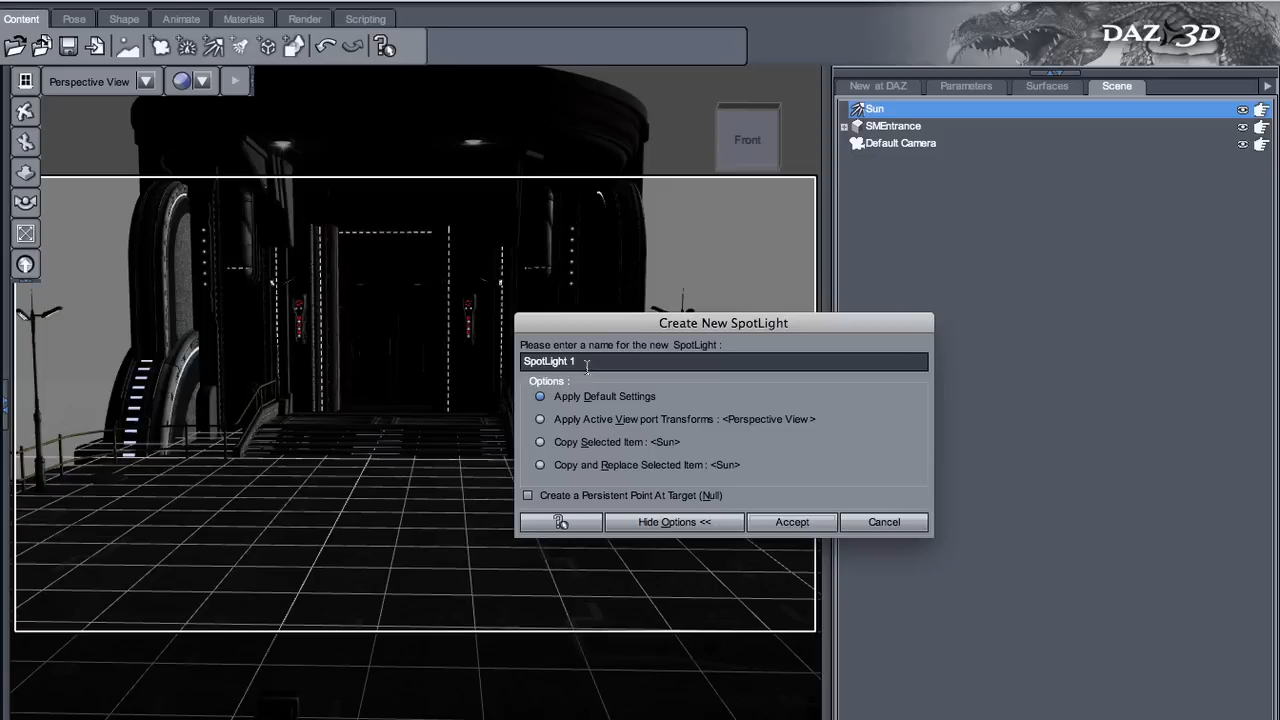 Content Pose Shape Animate Materials Render Scripting
DAZ 3D
Perspective View
New at DAZ Parameters Surfaces Scene
Sun
SMEntrance
Default Camera
Front
Create New SpotLight
Please enter a name for the new SpotLight :
SpotLight 1
Options :
Apply Default Settings
Apply Active Viewport Transforms : <Perspective View>
Copy Selected Item : <Sun>
Copy and Replace Selected Item : <Sun>
Create a Persistent Point At Target (Null)
Hide Options << Accept Cancel